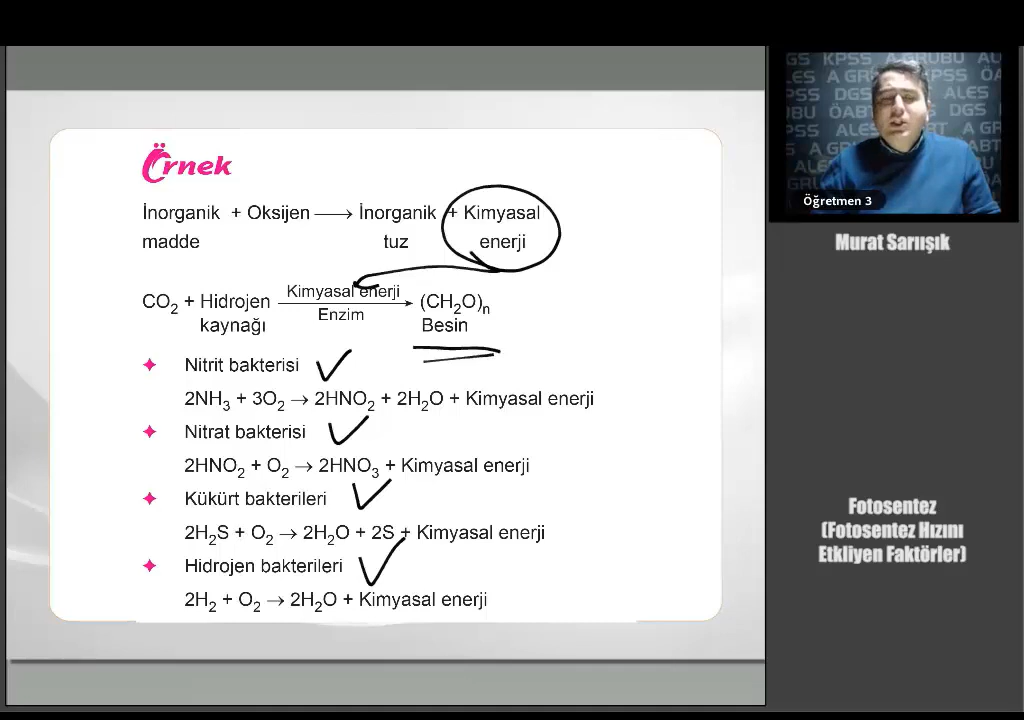 Örnek
İnorganik + Oksijen ⟶ İnorganik + Kimyasal
madde tuz enerji
CO₂ + Hidrojen Kimyasal enerji ⟶ (CH₂O)ₙ
kaynağı Enzim Besin
Nitrit bakterisi
2NH₃ + 3O₂ → 2HNO₂ + 2H₂O + Kimyasal enerji
Nitrat bakterisi
2HNO₂ + O₂ → 2HNO₃ + Kimyasal enerji
Kükürt bakterileri
2H₂S + O₂ → 2H₂O + 2S + Kimyasal enerji
Hidrojen bakterileri
2H₂ + O₂ → 2H₂O + Kimyasal enerji
Öğretmen 3
Murat Sarıışık
Fotosentez
(Fotosentez Hızını
Etkliyen Faktörler)